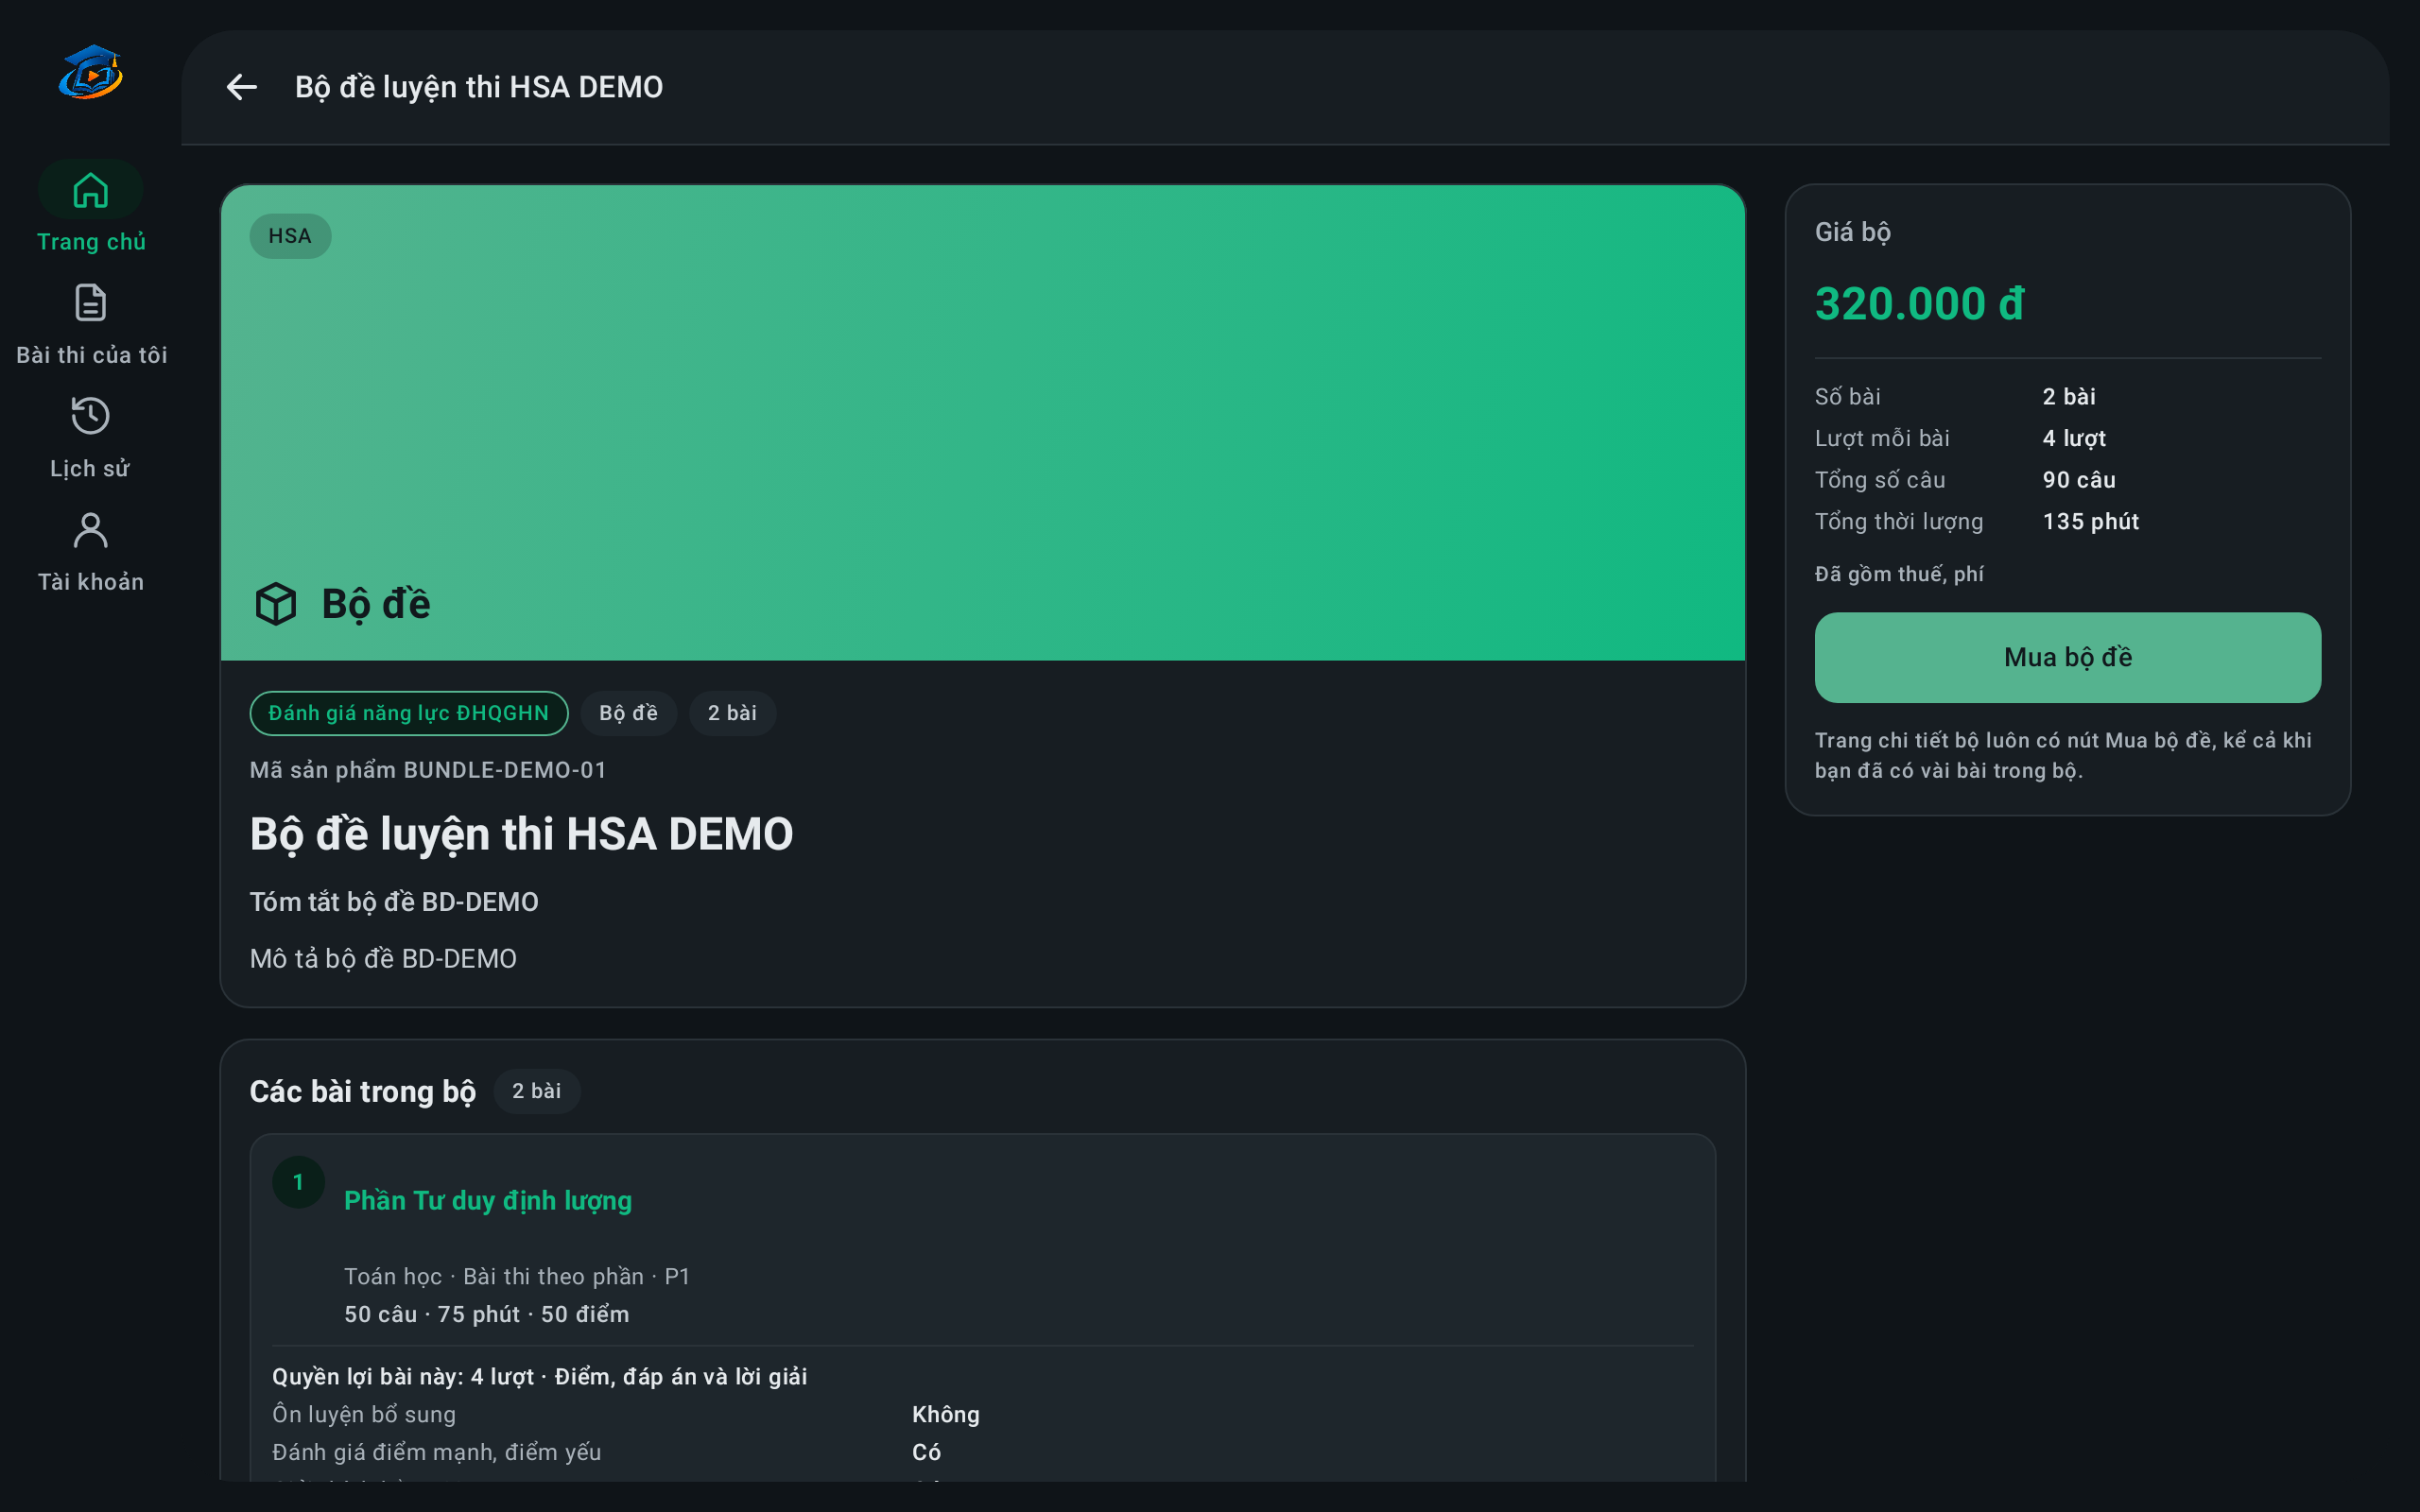 Bộ đề luyện thi HSA DEMO
Trang chủ
Bài thi của tôi
Lịch sử
Tài khoản
HSA
Bộ đề
Đánh giá năng lực ĐHQGHN
Bộ đề
2 bài
Mã sản phẩm BUNDLE-DEMO-01
Bộ đề luyện thi HSA DEMO
Tóm tắt bộ đề BD-DEMO
Mô tả bộ đề BD-DEMO
Các bài trong bộ
2 bài
1
Phần Tư duy định lượng
Toán học · Bài thi theo phần · P1
50 câu · 75 phút · 50 điểm
Quyền lợi bài này: 4 lượt · Điểm, đáp án và lời giải
Ôn luyện bổ sung Không
Đánh giá điểm mạnh, điểm yếu Có
Giá bộ
320.000 đ
Số bài 2 bài
Lượt mỗi bài 4 lượt
Tổng số câu 90 câu
Tổng thời lượng 135 phút
Đã gồm thuế, phí
Mua bộ đề
Trang chi tiết bộ luôn có nút Mua bộ đề, kể cả khi
bạn đã có vài bài trong bộ.